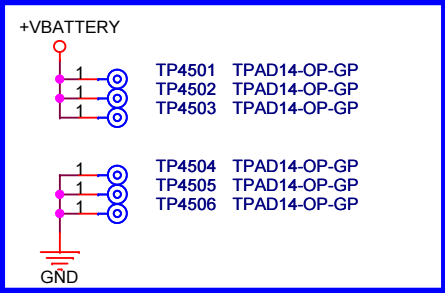 +VBATTERY
1 TP4501 TPAD14-OP-GP
1 TP4502 TPAD14-OP-GP
1 TP4503 TPAD14-OP-GP
1 TP4504 TPAD14-OP-GP
1 TP4505 TPAD14-OP-GP
1 TP4506 TPAD14-OP-GP
GND